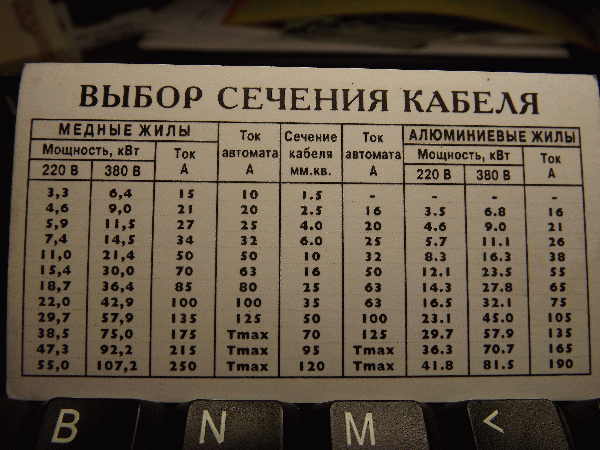 ВЫБОР СЕЧЕНИЯ КАБЕЛЯ
МЕДНЫЕ ЖИЛЫ Ток автомата А Сечение кабеля мм.кв. Ток автомата А АЛЮМИНИЕВЫЕ ЖИЛЫ
Мощность, кВт Ток А Мощность, кВт Ток А
220 В 380 В 220 В 380 В
3,3 6,4 15 10 1.5 - - - -
4,6 9,0 21 20 2.5 16 3.5 6.8 16
5,9 11,5 27 25 4.0 20 4.6 9.0 21
7,4 14,5 34 32 6.0 25 5.7 11.1 26
11,0 21,4 50 50 10 32 8.3 16.3 38
15,4 30,0 70 63 16 50 12.1 23.5 55
18,7 36,4 85 80 25 63 14.3 27.8 65
22,0 42,9 100 100 35 63 16.5 32.1 75
29,7 57,9 135 125 50 100 23.1 45.0 105
38,5 75,0 175 Tmax 70 125 29.7 57.9 135
47,3 92,2 215 Tmax 95 Tmax 36.3 70.7 165
55,0 107,2 250 Tmax 120 Tmax 41.8 81.5 190
B N M <